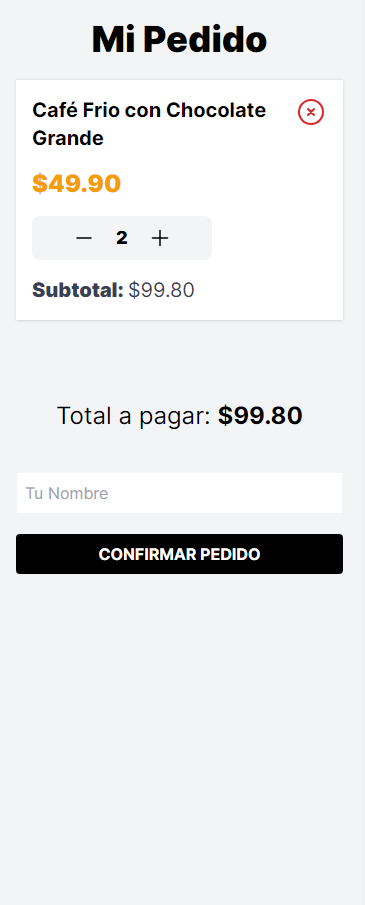 Mi Pedido
Café Frio con Chocolate
Grande
$49.90
2
Subtotal: $99.80
Total a pagar: $99.80
Tu Nombre
CONFIRMAR PEDIDO